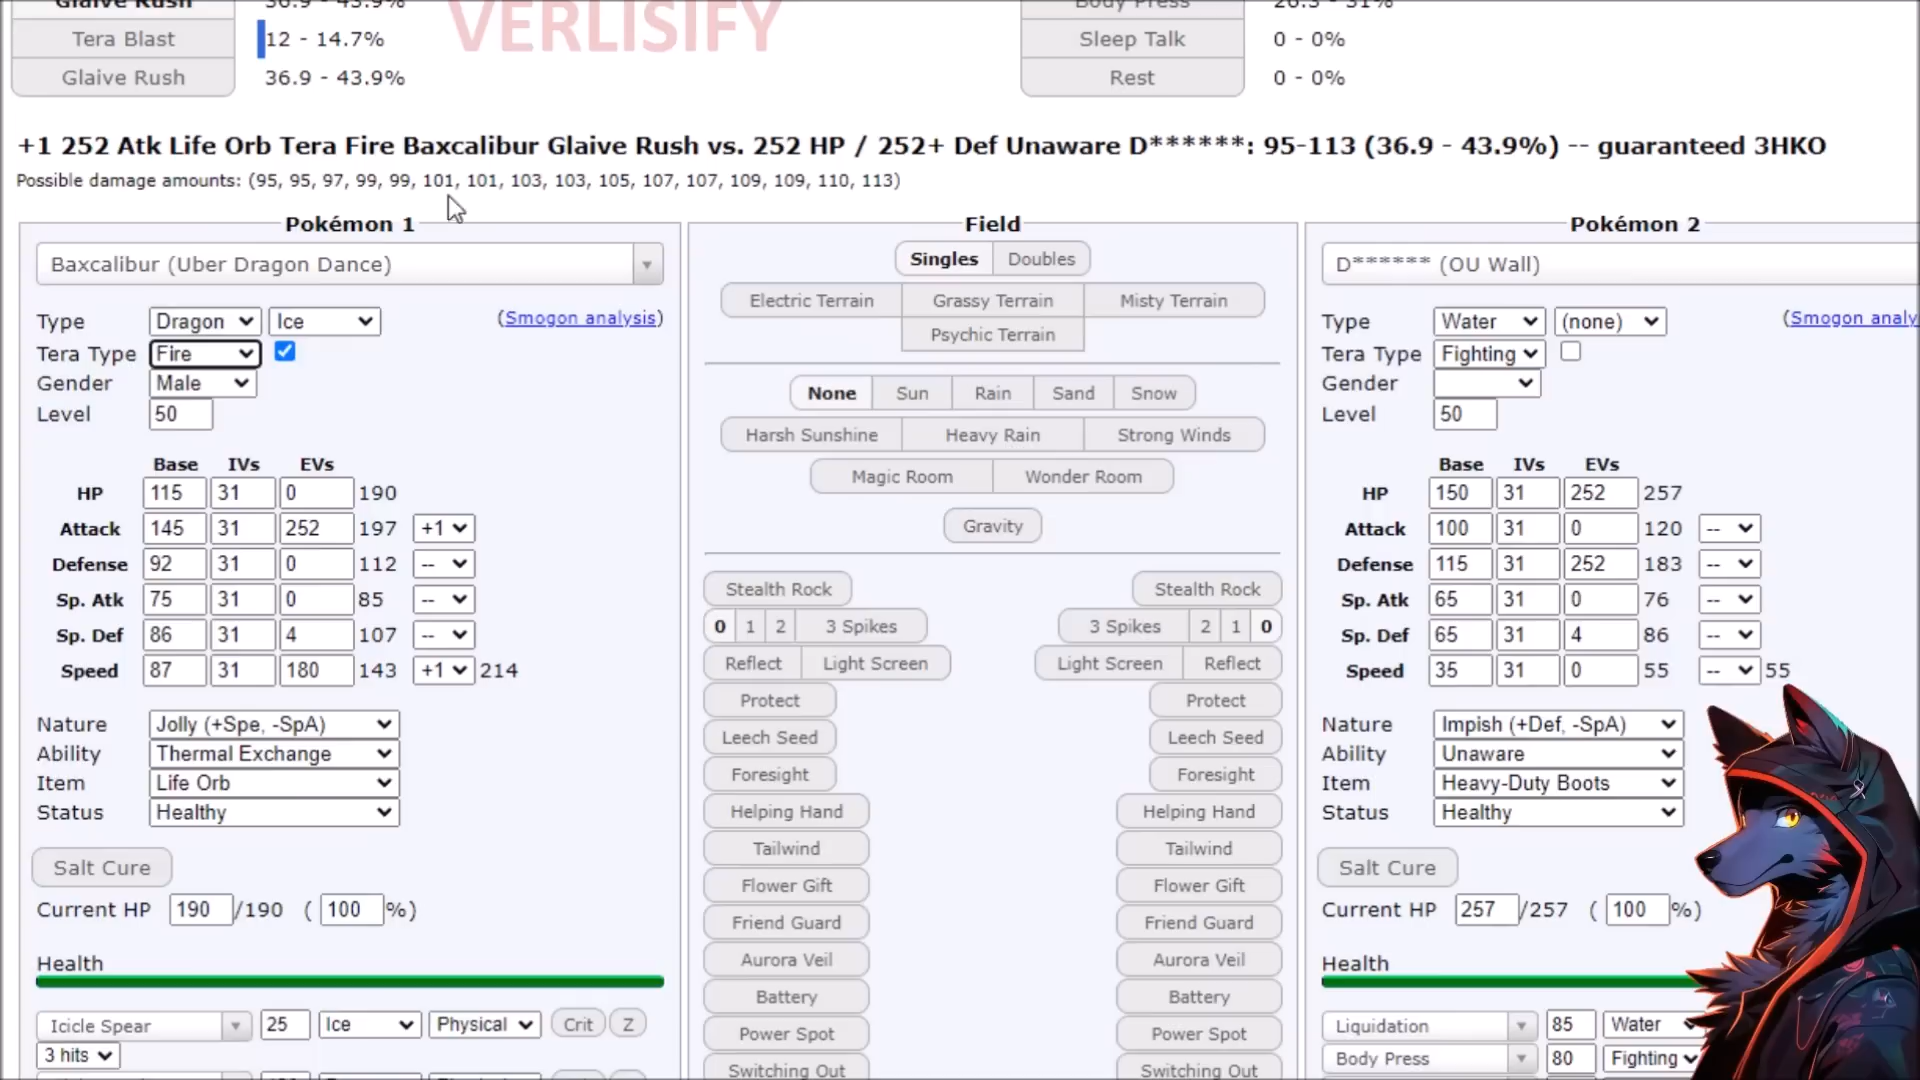 Glaive Rush 36.9 - 43.9% Body Press 26.3 - 31%
VERLISIFY
Tera Blast 12 - 14.7% Sleep Talk 0 - 0%
Glaive Rush 36.9 - 43.9% Rest 0 - 0%
+1 252 Atk Life Orb Tera Fire Baxcalibur Glaive Rush vs. 252 HP / 252+ Def Unaware D******: 95-113 (36.9 - 43.9%) -- guaranteed 3HKO
Possible damage amounts: (95, 95, 97, 99, 99, 101, 101, 103, 103, 105, 107, 107, 109, 109, 110, 113)
Pokémon 1
Baxcalibur (Uber Dragon Dance)
Type Dragon Ice (Smogon analysis)
Tera Type Fire
Gender Male
Level 50
Base IVs EVs
HP 115 31 0 190
Attack 145 31 252 197 +1
Defense 92 31 0 112 --
Sp. Atk 75 31 0 85 --
Sp. Def 86 31 4 107 --
Speed 87 31 180 143 +1 214
Nature Jolly (+Spe, -SpA)
Ability Thermal Exchange
Item Life Orb
Status Healthy
Salt Cure
Current HP 190 /190 ( 100 %)
Health
Icicle Spear 25 Ice Physical Crit Z
3 hits
Field
Singles Doubles
Electric Terrain Grassy Terrain Misty Terrain
Psychic Terrain
None Sun Rain Sand Snow
Harsh Sunshine Heavy Rain Strong Winds
Magic Room Wonder Room
Gravity
Stealth Rock Stealth Rock
0 1 2 3 Spikes 3 Spikes 2 1 0
Reflect Light Screen Light Screen Reflect
Protect Protect
Leech Seed Leech Seed
Foresight Foresight
Helping Hand Helping Hand
Tailwind Tailwind
Flower Gift Flower Gift
Friend Guard Friend Guard
Aurora Veil Aurora Veil
Battery Battery
Power Spot Power Spot
Switching Out Switching Out
Pokémon 2
D****** (OU Wall)
Type Water (none) (Smogon analy
Tera Type Fighting
Gender
Level 50
Base IVs EVs
HP 150 31 252 257
Attack 100 31 0 120 --
Defense 115 31 252 183 --
Sp. Atk 65 31 0 76 --
Sp. Def 65 31 4 86 --
Speed 35 31 0 55 -- 55
Nature Impish (+Def, -SpA)
Ability Unaware
Item Heavy-Duty Boots
Status Healthy
Salt Cure
Current HP 257 /257 ( 100 %)
Health
Liquidation 85 Water
Body Press 80 Fighting